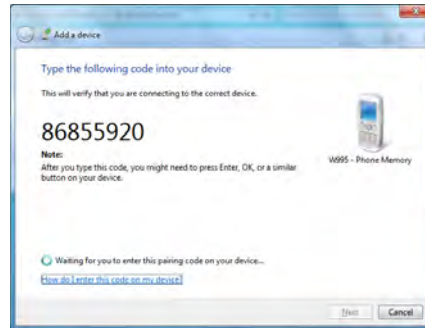 Add a device
Type the following code into your device
This will verify that you are connecting to the correct device.
86855920
Note:
After you type this code, you might need to press Enter, OK, or a similar
button on your device.
W995 - Phone Memory
Waiting for you to enter this pairing code on your device...
How do I enter this code on my device?
Next
Cancel